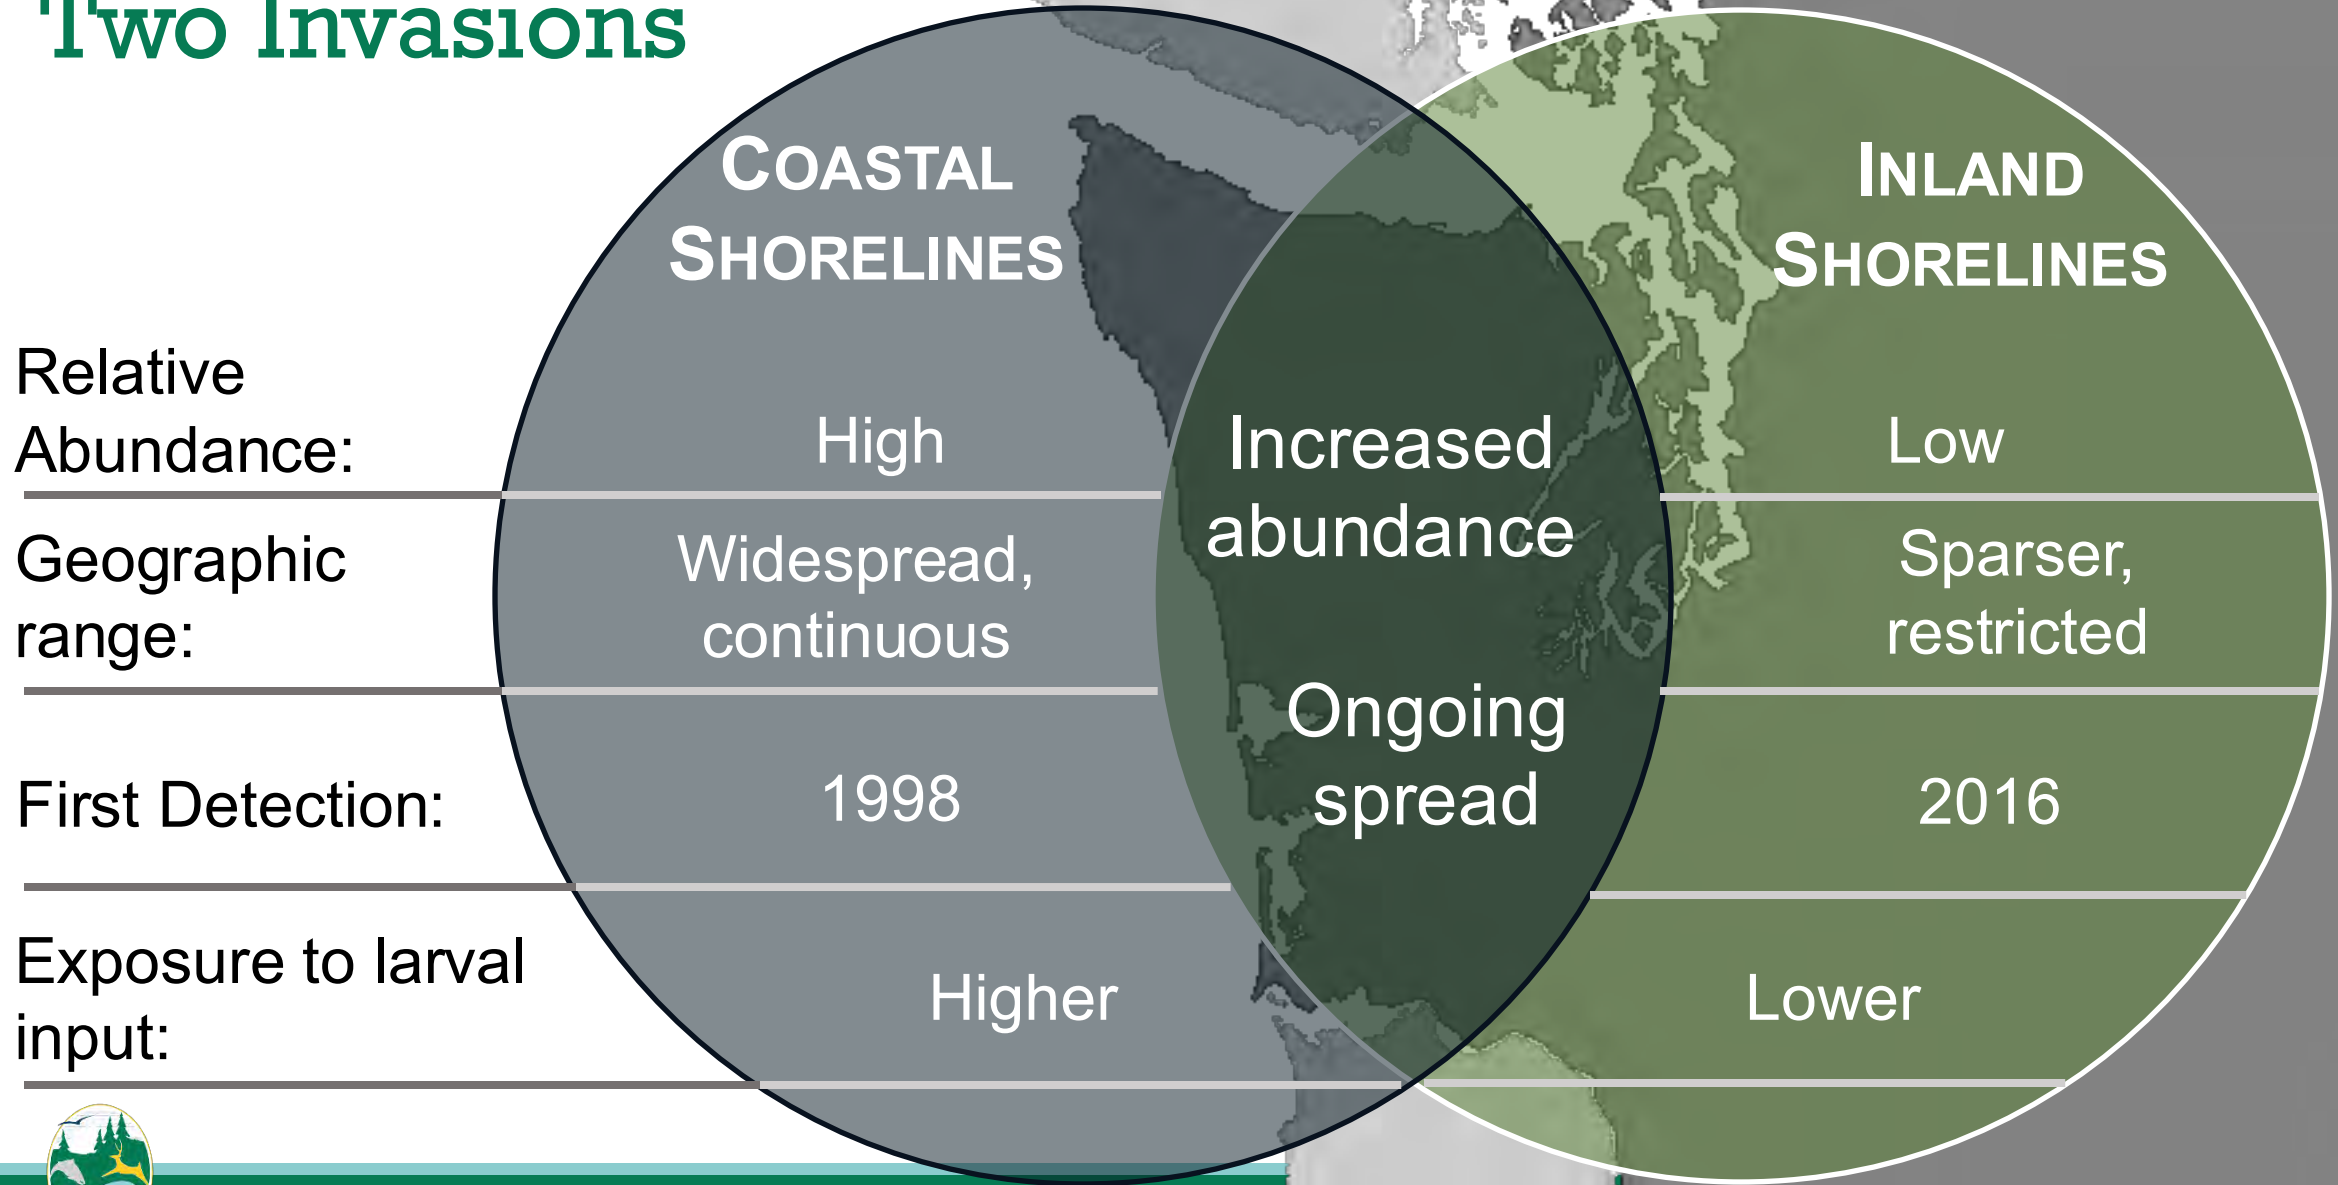 Two Invasions
COASTAL
SHORELINES
INLAND
SHORELINES
Relative
Abundance:
High
Increased
abundance
Low
Geographic
range:
Widespread,
continuous
Sparser,
restricted
Ongoing
spread
First Detection:
1998
2016
Exposure to larval
input:
Higher
Lower